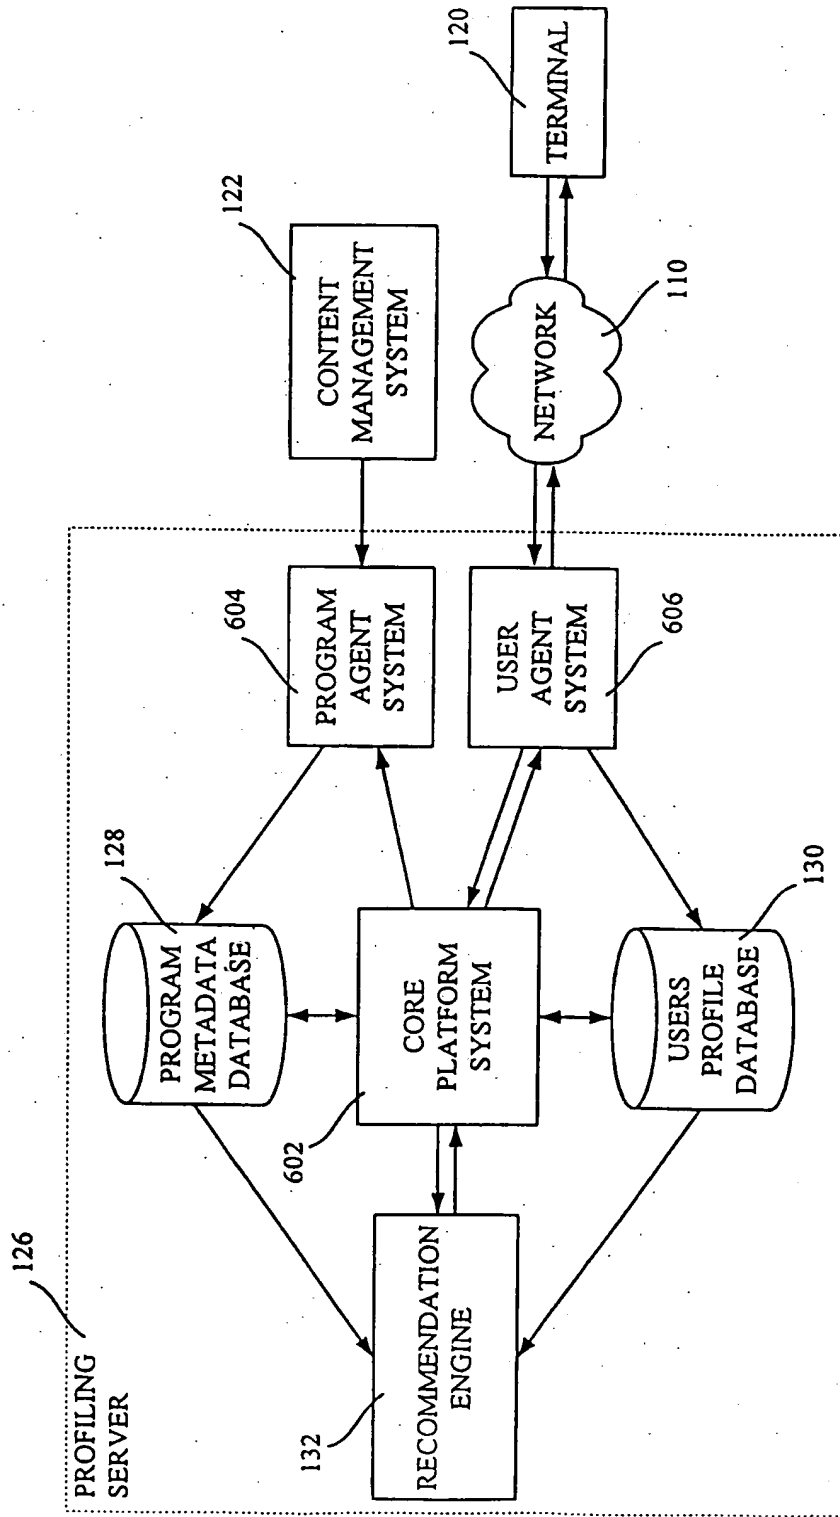 PROFILING
SERVER
126
RECOMMENDATION
ENGINE
132
PROGRAM
METADATA
DATABASE
128
CORE
PLATFORM
SYSTEM
602
USERS
PROFILE
DATABASE
130
PROGRAM
AGENT
SYSTEM
604
USER
AGENT
SYSTEM
606
CONTENT
MANAGEMENT
SYSTEM
122
NETWORK
110
TERMINAL
120